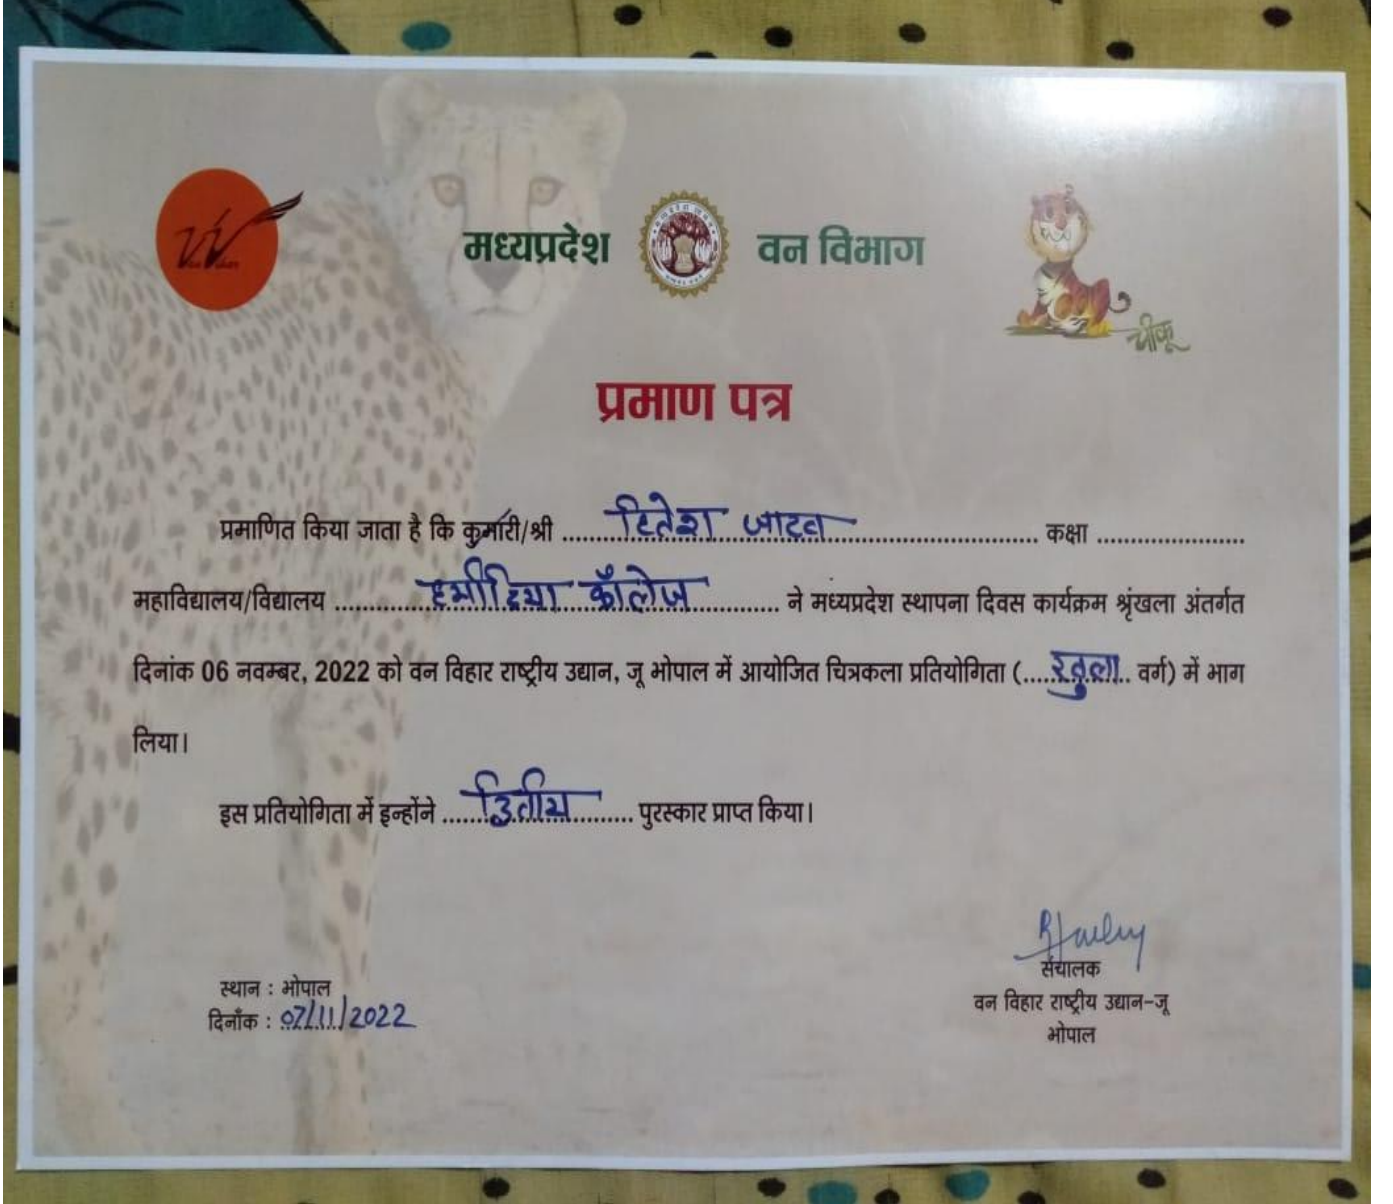 मध्यप्रदेश वन विभाग
चीकू
प्रमाण पत्र
प्रमाणित किया जाता है कि कुमारी/श्री ..........हितेश जाटव.......... कक्षा ....................
महाविद्यालय/विद्यालय ..........हमीदिया कॉलेज.......... ने मध्यप्रदेश स्थापना दिवस कार्यक्रम श्रृंखला अंतर्गत
दिनांक 06 नवम्बर, 2022 को वन विहार राष्ट्रीय उद्यान, जू भोपाल में आयोजित चित्रकला प्रतियोगिता (.....खुला.. वर्ग) में भाग
लिया।
इस प्रतियोगिता में इन्होंने .......द्वितीय.......... पुरस्कार प्राप्त किया।
संचालक
स्थान : भोपाल
वन विहार राष्ट्रीय उद्यान-जू
दिनाँक : 07/11/2022
भोपाल